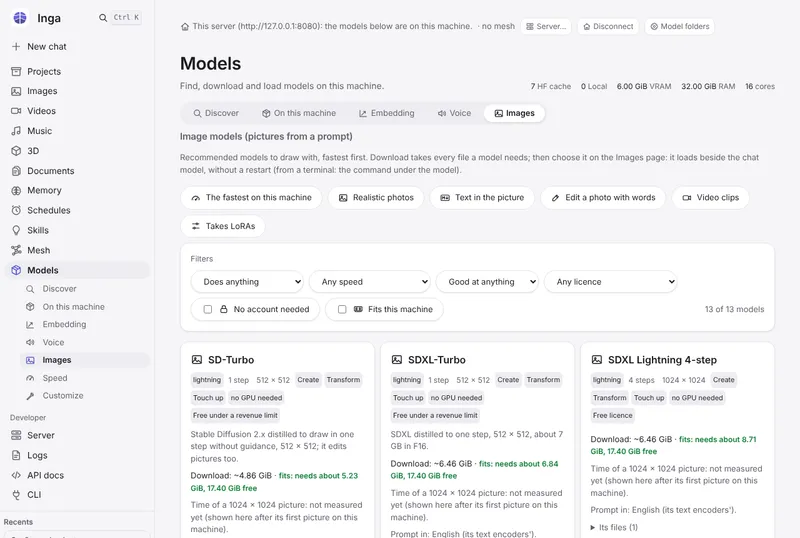 Inga
Ctrl K
New chat
Projects
Images
Videos
Music
3D
Documents
Memory
Schedules
Skills
Mesh
Models
Discover
On this machine
Embedding
Voice
Images
Speed
Customize
Developer
Server
Logs
API docs
CLI
Recents
This server (http://127.0.0.1:8080): the models below are on this machine. · no mesh
Server...
Disconnect
Model folders
Models
Find, download and load models on this machine.
7 HF cache 0 Local 6.00 GiB VRAM 32.00 GiB RAM 16 cores
Discover
On this machine
Embedding
Voice
Images
Image models (pictures from a prompt)
Recommended models to draw with, fastest first. Download takes every file a model needs; then choose it on the Images page: it loads beside the chat
model, without a restart (from a terminal: the command under the model).
The fastest on this machine
Realistic photos
Text in the picture
Edit a photo with words
Video clips
Takes LoRAs
Filters
Does anything
Any speed
Good at anything
Any licence
No account needed
Fits this machine
13 of 13 models
SD-Turbo
lightning 1 step 512 × 512 Create Transform
Touch up no GPU needed
Free under a revenue limit
Stable Diffusion 2.x distilled to draw in one
step without guidance, 512 × 512; it edits
pictures too.
Download: ~4.86 GiB · fits: needs about 5.23
GiB, 17.40 GiB free
Time of a 1024 × 1024 picture: not measured
yet (shown here after its first picture on this
machine).
SDXL-Turbo
lightning 1 step 512 × 512 Create Transform
Touch up no GPU needed
Free under a revenue limit
SDXL distilled to one step, 512 × 512, about 7
GB in F16.
Download: ~6.46 GiB · fits: needs about 6.84
GiB, 17.40 GiB free
Time of a 1024 × 1024 picture: not measured
yet (shown here after its first picture on this
machine).
Prompt in: English (its text encoders').
SDXL Lightning 4-step
lightning 4 steps 1024 × 1024 Create
Transform Touch up no GPU needed
Free licence
Download: ~6.46 GiB · fits: needs about 8.71
GiB, 17.40 GiB free
Time of a 1024 × 1024 picture: not measured
yet (shown here after its first picture on this
machine).
Prompt in: English (its text encoders').
Its files (1)